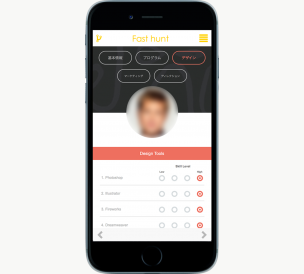 P Fast hunt
基本情報 プログラム デザイン
マーケティング ディレクション
Design Tools
Skill Levels
Low High
1. Photoshop
2. Illustrator
3. Fireworks
4. Dreamweaver